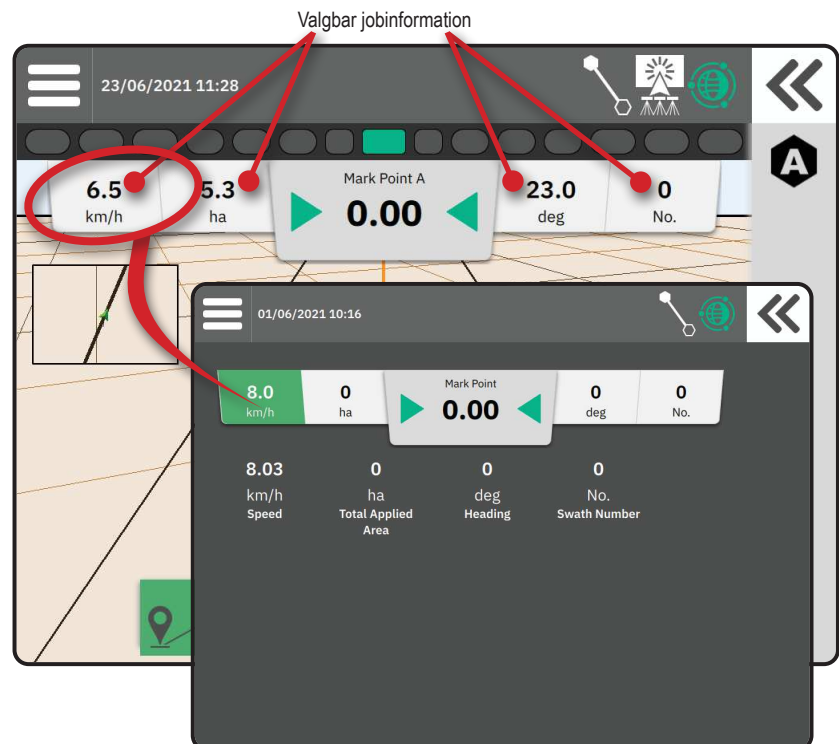 Valgbar jobinformation
23/06/2021 11:28
A
6.5 5.3 Mark Point A 23.0 0
km/h ha 0.00 deg No.
01/06/2021 10:16
8.0 0 Mark Point 0 0
km/h ha 0.00 deg No.
8.03 0 0 0
km/h ha deg No.
Speed Total Applied Heading Swath Number
Area